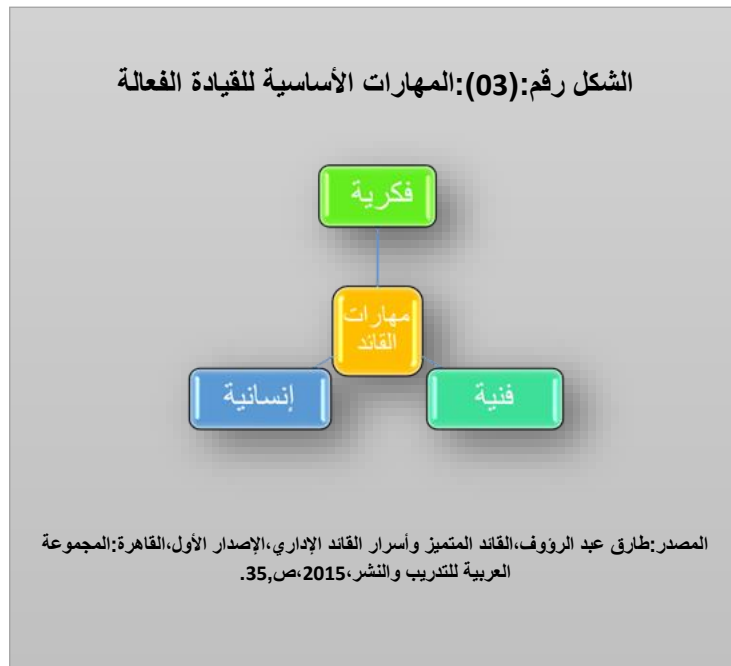 الشكل رقم:(03):المهارات الأساسية للقيادة الفعالة
فكرية
مهارات
القائد
إنسانية
فنية
المصدر:طارق عبد الرؤوف،القائد المتميز وأسرار القائد الإداري،الإصدار الأول،القاهرة:المجموعة
العربية للتدريب والنشر،2015،ص,35.